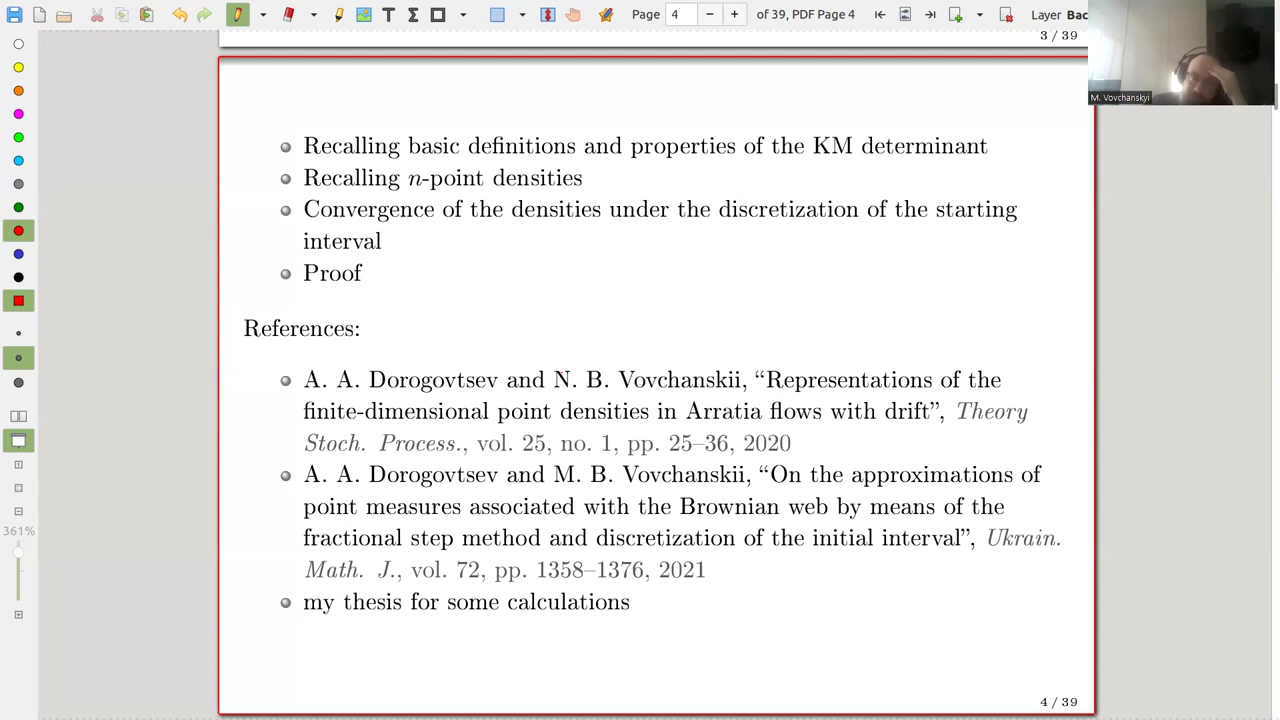 Page 4 of 39, PDF Page 4 Layer Bac
M. Vovchanskyi
3 / 39
Recalling basic definitions and properties of the KM determinant
Recalling n-point densities
Convergence of the densities under the discretization of the starting
interval
Proof
References:
A. A. Dorogovtsev and N. B. Vovchanskii, “Representations of the
finite-dimensional point densities in Arratia flows with drift”, Theory
Stoch. Process., vol. 25, no. 1, pp. 25–36, 2020
A. A. Dorogovtsev and M. B. Vovchanskii, “On the approximations of
point measures associated with the Brownian web by means of the
fractional step method and discretization of the initial interval”, Ukrain.
Math. J., vol. 72, pp. 1358–1376, 2021
my thesis for some calculations
361%
4 / 39